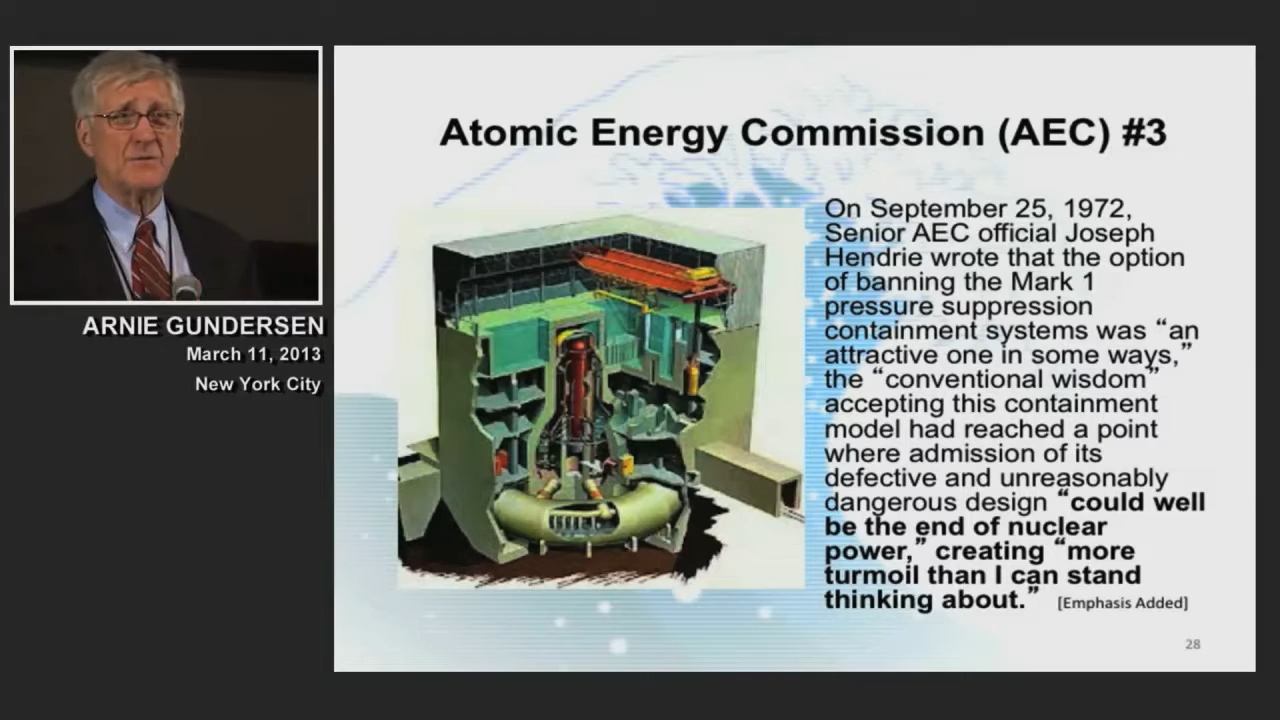 ARNIE GUNDERSEN
March 11, 2013
New York City
Atomic Energy Commission (AEC) #3
On September 25, 1972,
Senior AEC official Joseph
Hendrie wrote that the option
of banning the Mark 1
pressure suppression
containment systems was “an
attractive one in some ways,”
the “conventional wisdom”
accepting this containment
model had reached a point
where admission of its
defective and unreasonably
dangerous design “could well
be the end of nuclear
power,” creating “more
turmoil than I can stand
thinking about.” [Emphasis Added]
28